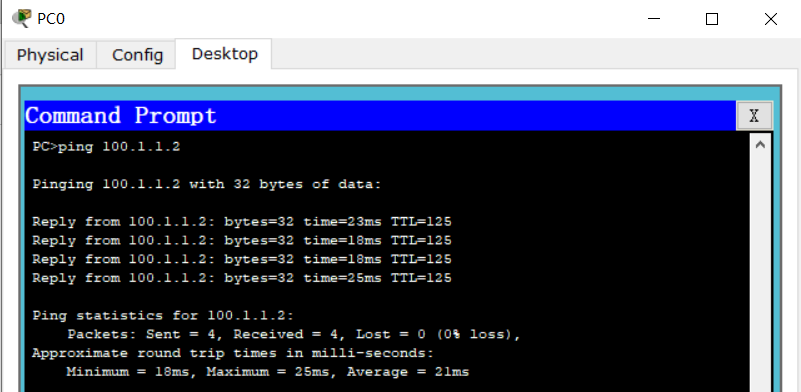 PC0
Physical Config Desktop
Command Prompt X
PC>ping 100.1.1.2
Pinging 100.1.1.2 with 32 bytes of data:
Reply from 100.1.1.2: bytes=32 time=23ms TTL=125
Reply from 100.1.1.2: bytes=32 time=18ms TTL=125
Reply from 100.1.1.2: bytes=32 time=18ms TTL=125
Reply from 100.1.1.2: bytes=32 time=25ms TTL=125
Ping statistics for 100.1.1.2:
Packets: Sent = 4, Received = 4, Lost = 0 (0% loss),
Approximate round trip times in milli-seconds:
Minimum = 18ms, Maximum = 25ms, Average = 21ms